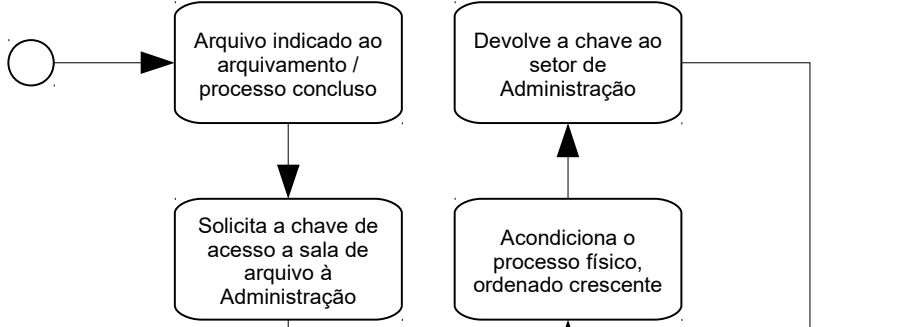 Arquivo indicado ao
arquivamento /
processo concluso
Devolve a chave ao
setor de
Administração
Solicita a chave de
acesso a sala de
arquivo à
Administração
Acondiciona o
processo físico,
ordenado crescente